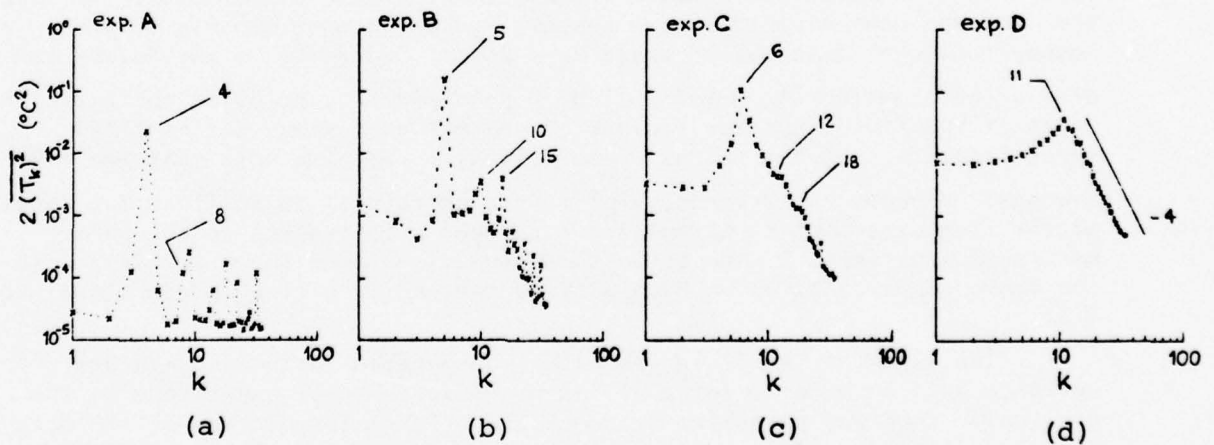 exp. A
exp. B
exp. C
exp. D
2 (T_k)² (°C²)
10⁰
10⁻¹
10⁻²
10⁻³
10⁻⁴
10⁻⁵
4
8
1 10 100
k
(a)
5
10
15
1 10 100
k
(b)
6
12
18
1 10 100
k
(c)
11
-4
1 10 100
k
(d)